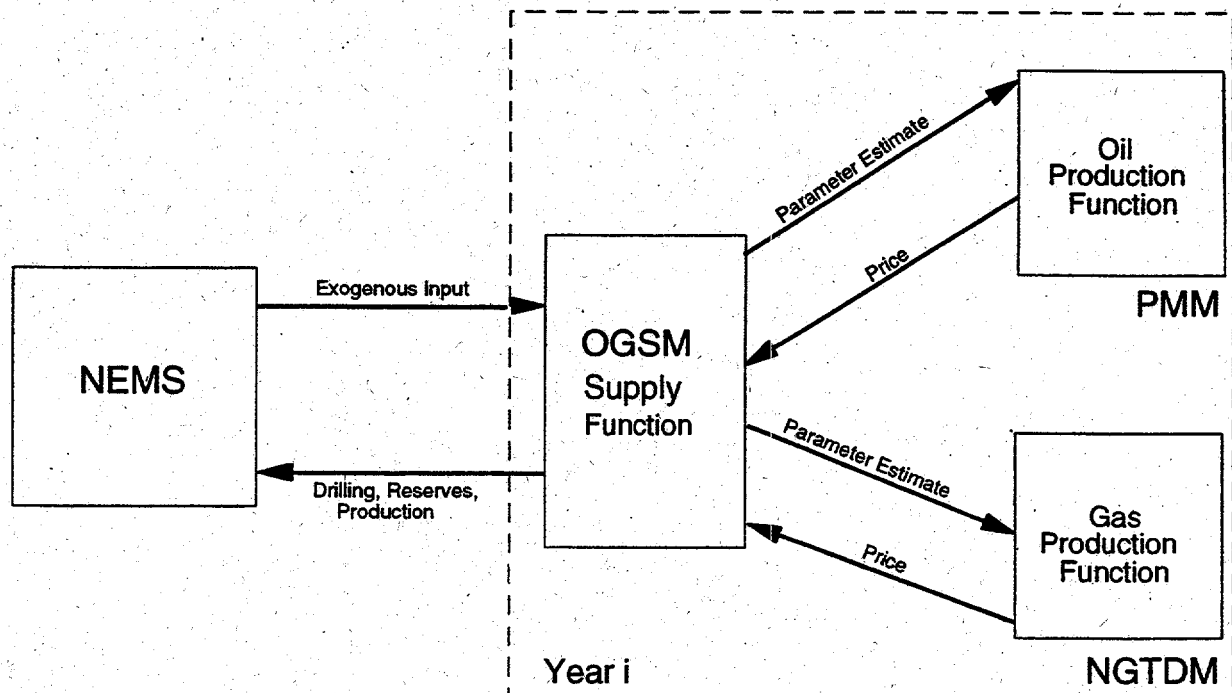 NEMS
Exogenous Input
Drilling, Reserves,
Production
OGSM
Supply
Function
Parameter Estimate
Price
Oil
Production
Function
PMM
Parameter Estimate
Price
Gas
Production
Function
NGTDM
Year i